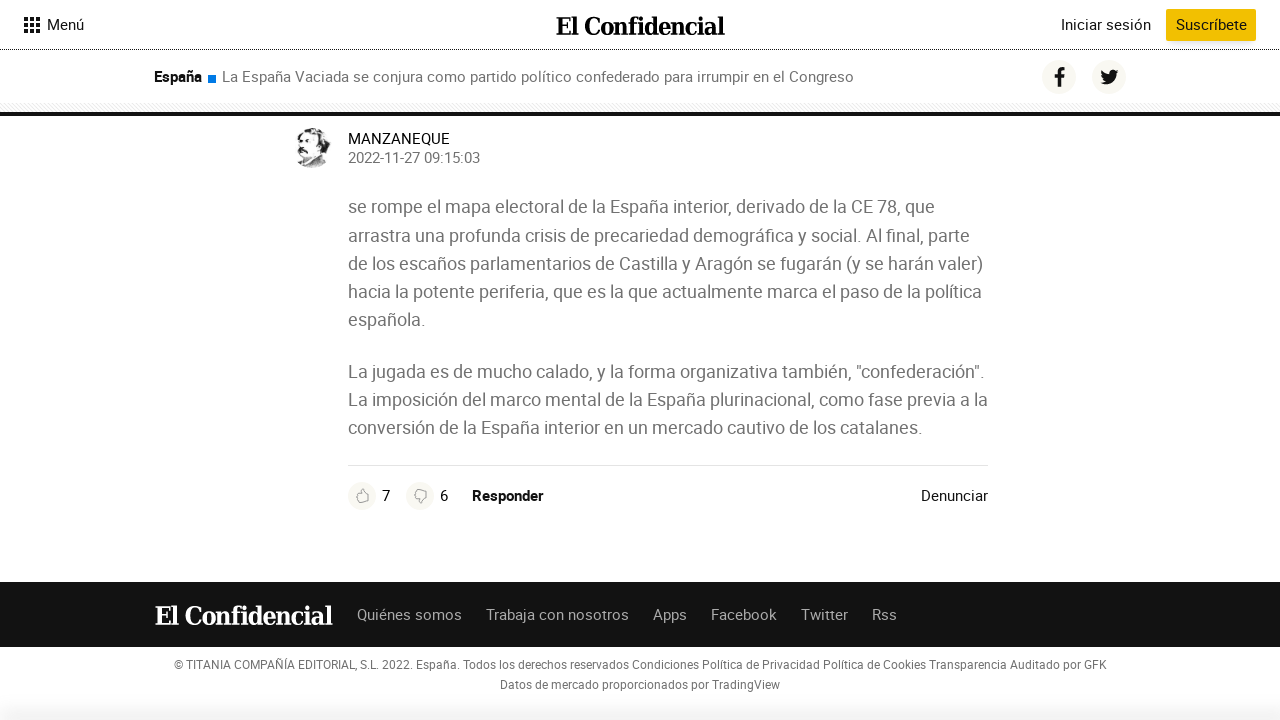 Menú
El Confidencial
Iniciar sesión
Suscríbete
España
La España Vaciada se conjura como partido político confederado para irrumpir en el Congreso
MANZANEQUE
2022-11-27 09:15:03
se rompe el mapa electoral de la España interior, derivado de la CE 78, que
arrastra una profunda crisis de precariedad demográfica y social. Al final, parte
de los escaños parlamentarios de Castilla y Aragón se fugarán (y se harán valer)
hacia la potente periferia, que es la que actualmente marca el paso de la política
española.
La jugada es de mucho calado, y la forma organizativa también, "confederación".
La imposición del marco mental de la España plurinacional, como fase previa a la
conversión de la España interior en un mercado cautivo de los catalanes.
7
6
Responder
Denunciar
El Confidencial
Quiénes somos
Trabaja con nosotros
Apps
Facebook
Twitter
Rss
© TITANIA COMPAÑÍA EDITORIAL, S.L. 2022. España. Todos los derechos reservados Condiciones Política de Privacidad Política de Cookies Transparencia Auditado por GFK
Datos de mercado proporcionados por TradingView